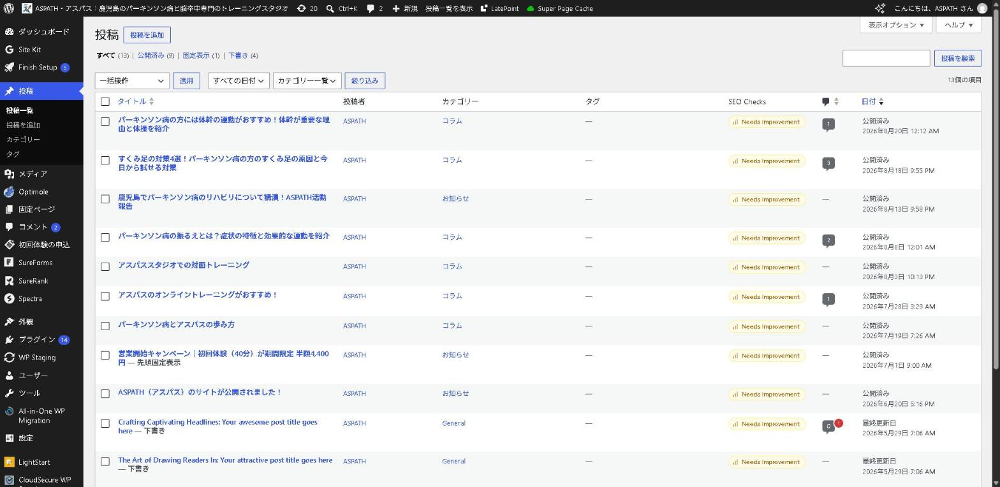 ASPATH・アスパス：鹿児島のパーキンソン病と脳卒中専門のトレーニングスタジオ 20 Ctrl+K 2 新規 投稿一覧を表示 LatePoint Super Page Cache こんにちは、ASPATH さん
ダッシュボード
Site Kit
Finish Setup 5
投稿
投稿一覧
投稿を追加
カテゴリー
タグ
メディア
Optimole
固定ページ
コメント 2
初回体験の申込
SureForms
SureRank
Spectra
外観
プラグイン 14
WP Staging
ユーザー
ツール
All-in-One WP
Migration
設定
LightStart
CloudSecure WP
表示オプション ▼ ヘルプ ▼
投稿 投稿を追加
すべて (13) | 公開済み (9) | 固定表示 (1) | 下書き (4)
投稿を検索
一括操作 適用 すべての日付 カテゴリー一覧 絞り込み 13個の項目
タイトル 投稿者 カテゴリー タグ SEO Checks 日付
パーキンソン病の方には体幹の運動がおすすめ！体幹が重要な理
由と体操を紹介
ASPATH コラム — Needs Improvement 1 公開済み
2026年8月20日 12:12 AM
すくみ足の対策4選！パーキンソン病の方のすくみ足の原因と今
日から試せる対策
ASPATH コラム — Needs Improvement 3 公開済み
2026年8月18日 9:55 PM
鹿児島でパーキンソン病のリハビリについて講演！ASPATH活動
報告
ASPATH お知らせ — Needs Improvement — 公開済み
2026年8月13日 9:58 PM
パーキンソン病の振るえとは？症状の特徴と効果的な運動を紹介
ASPATH コラム — Needs Improvement 2 公開済み
2026年8月8日 12:01 AM
アスパススタジオでの対面トレーニング
ASPATH コラム — Needs Improvement — 公開済み
2026年8月3日 10:13 PM
アスパスのオンライントレーニングがおすすめ！
ASPATH コラム — Needs Improvement 1 公開済み
2026年7月28日 3:29 AM
パーキンソン病とアスパスの歩み方
ASPATH コラム — Needs Improvement — 公開済み
2026年7月19日 7:26 AM
営業開始キャンペーン｜初回体験（40分）が期間限定 半額4,400
円 — 先頭固定表示
ASPATH お知らせ — Needs Improvement — 公開済み
2026年7月1日 9:00 AM
ASPATH（アスパス）のサイトが公開されました！
ASPATH お知らせ — Needs Improvement — 公開済み
2026年6月20日 5:16 PM
Crafting Captivating Headlines: Your awesome post title goes
here — 下書き
ASPATH General — Needs Improvement 0 1 最終更新日
2026年5月29日 7:06 AM
The Art of Drawing Readers In: Your attractive post title goes here
— 下書き
ASPATH General — Needs Improvement — 最終更新日
2026年5月29日 7:06 AM